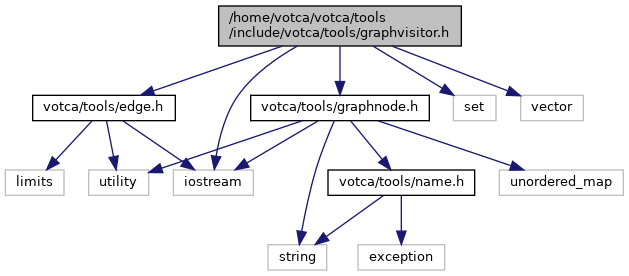 /home/votca/votca/tools
/include/votca/tools/graphvisitor.h
votca/tools/edge.h
votca/tools/graphnode.h
set
vector
limits
utility
iostream
votca/tools/name.h
unordered_map
string
exception